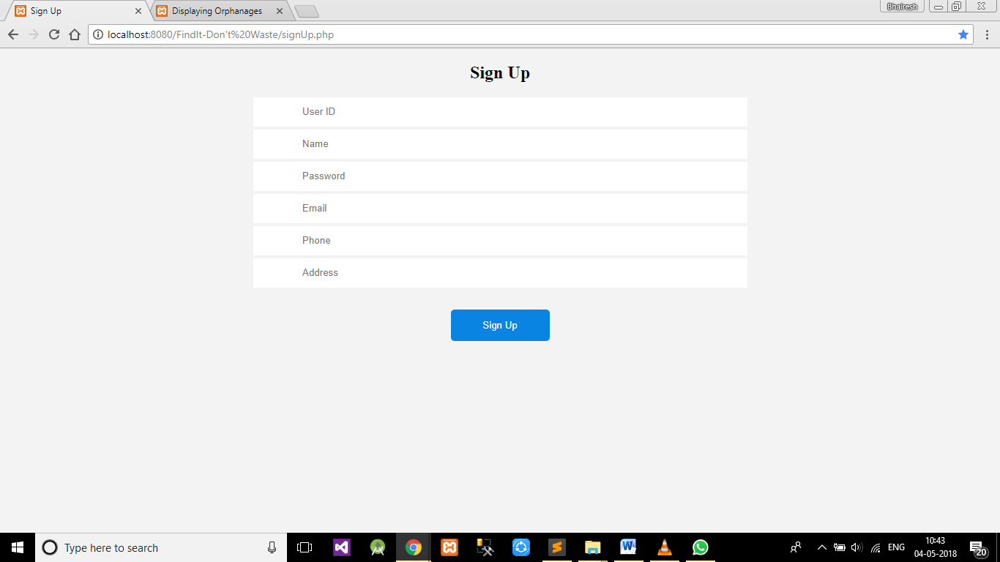 Sign Up
Displaying Orphanages
Bhairesh
localhost:8080/FindIt-Don't%20Waste/signUp.php
Sign Up
User ID
Name
Password
Email
Phone
Address
Sign Up
Type here to search
ENG
10:43
04-05-2018
20